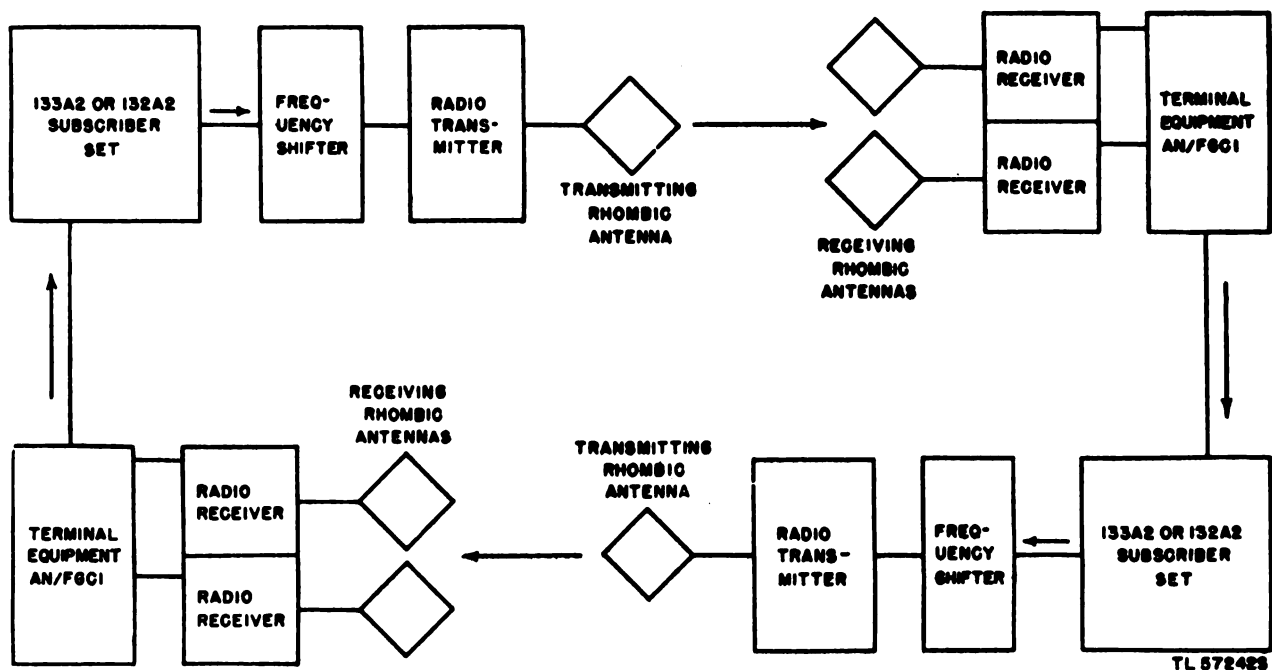 133A2 OR 132A2
SUBSCRIBER
SET
FREQ-
UENCY
SHIFTER
RADIO
TRANS-
MITTER
TRANSMITTING
RHOMBIC
ANTENNA
RECEIVING
RHOMBIC
ANTENNAS
RADIO
RECEIVER
RADIO
RECEIVER
TERMINAL
EQUIPMENT
AN/FGC1
TERMINAL
EQUIPMENT
AN/FGC1
RADIO
RECEIVER
RADIO
RECEIVER
RECEIVING
RHOMBIC
ANTENNAS
TRANSMITTING
RHOMBIC
ANTENNA
RADIO
TRANS-
MITTER
FREQ-
UENCY
SHIFTER
133A2 OR 132A2
SUBSCRIBER
SET
TL 57242S